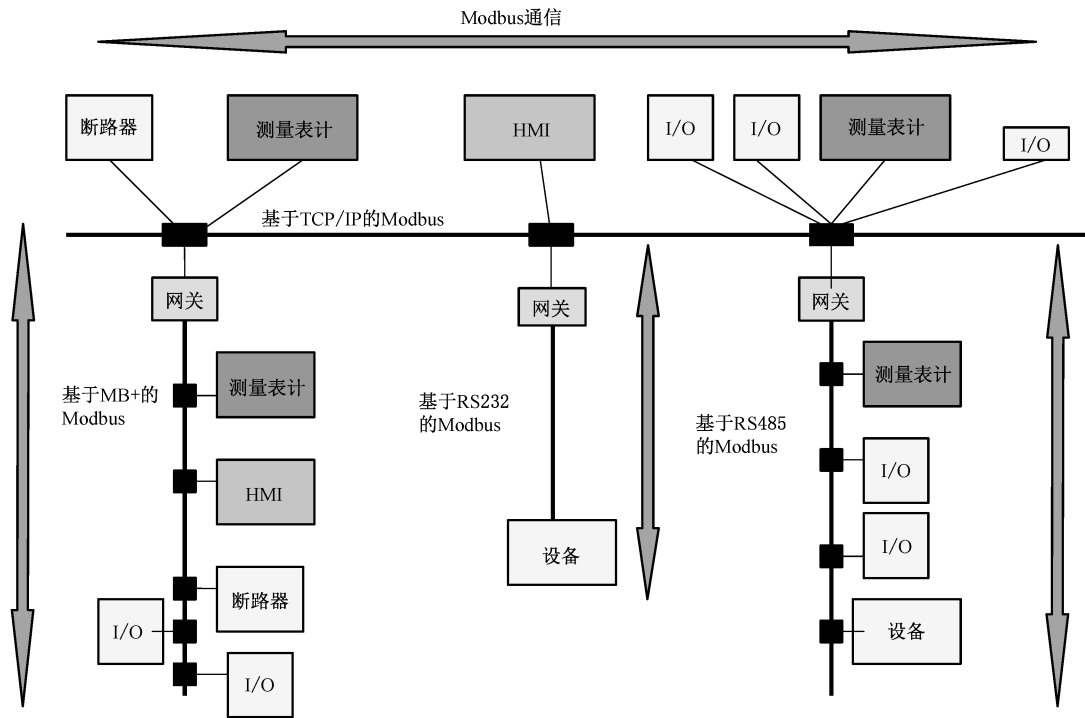 Modbus通信
断路器
测量表计
HMI
I/O
I/O
测量表计
I/O
基于TCP/IP的Modbus
网关
网关
网关
基于MB+的
Modbus
测量表计
HMI
断路器
I/O
I/O
基于RS232
的Modbus
设备
基于RS485
的Modbus
测量表计
I/O
I/O
设备